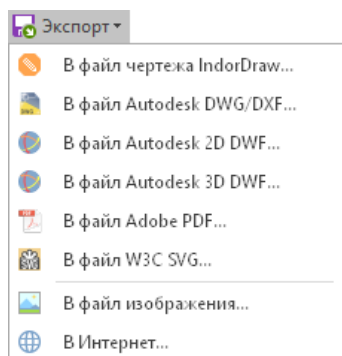 Экспорт
В файл чертежа IndorDraw...
В файл Autodesk DWG/DXF...
В файл Autodesk 2D DWF...
В файл Autodesk 3D DWF...
В файл Adobe PDF...
В файл W3C SVG...
В файл изображения...
В Интернет...